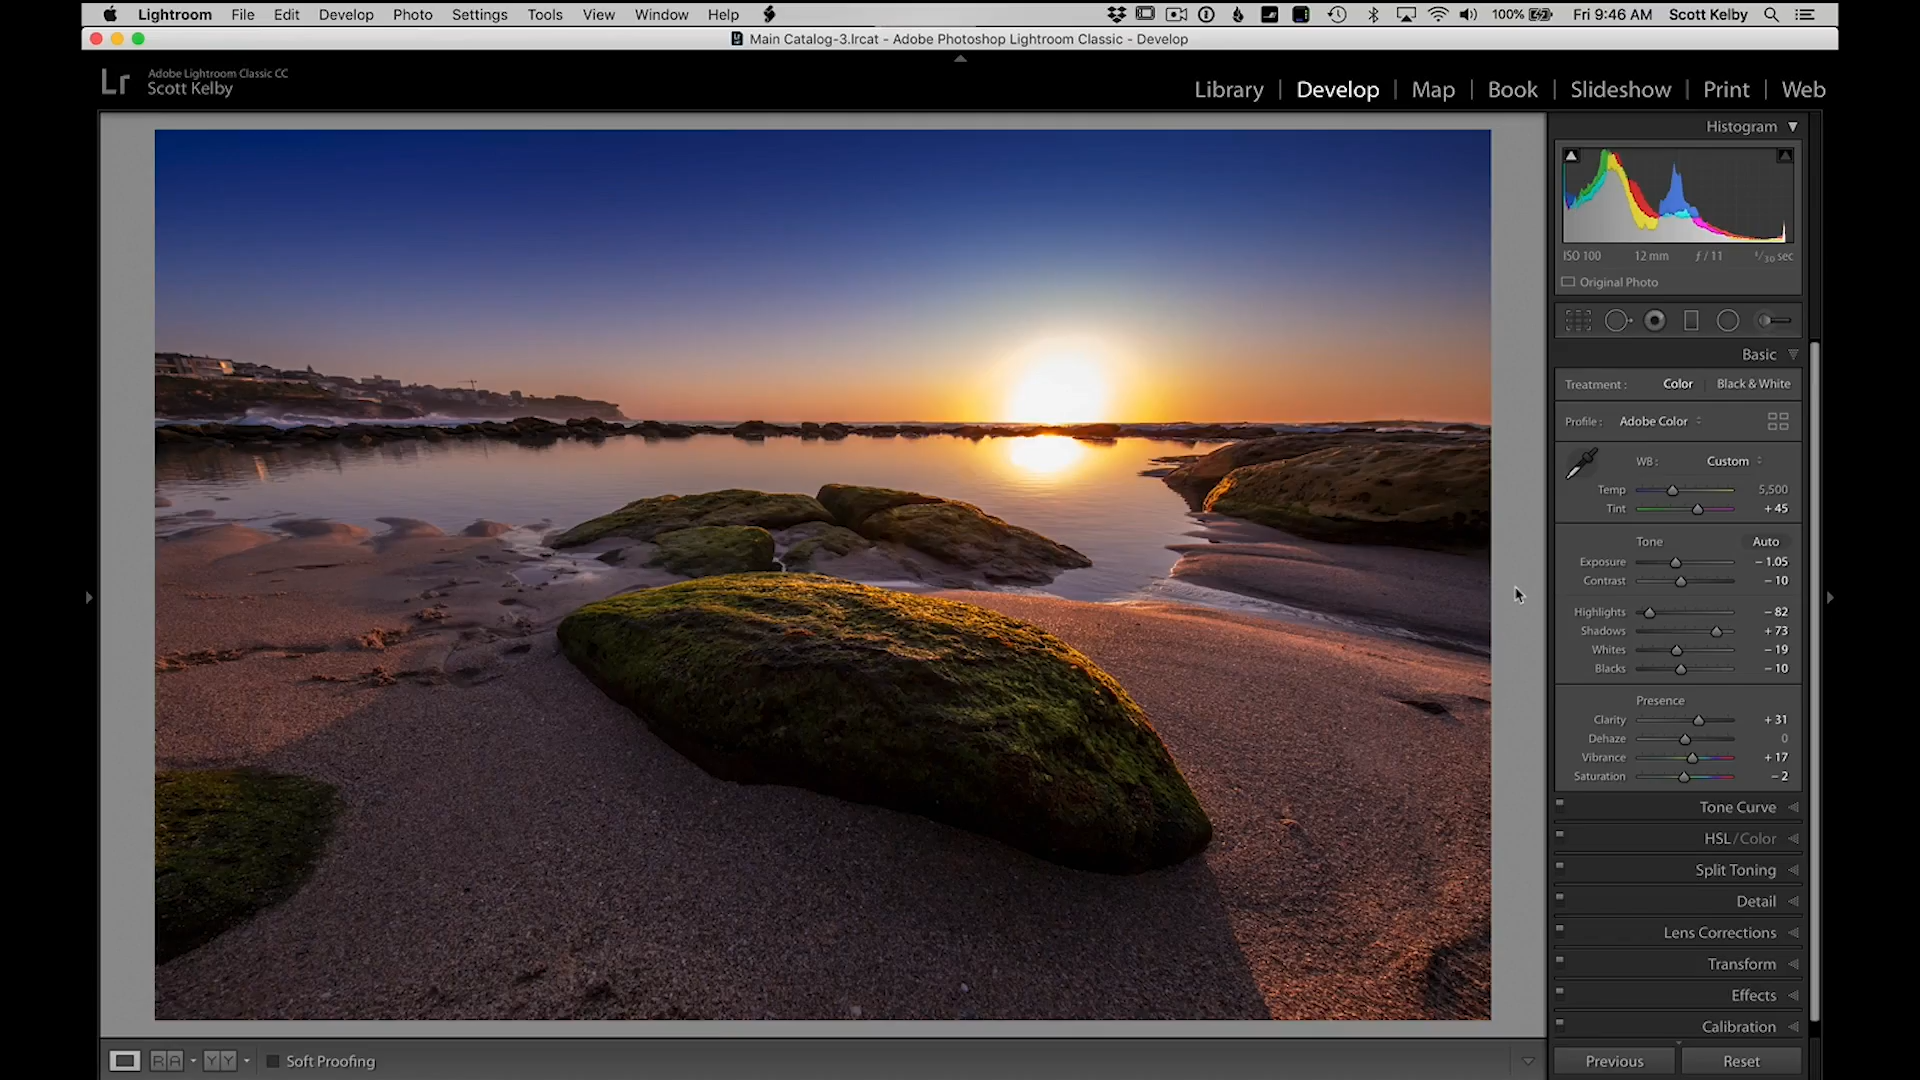 Lightroom File Edit Develop Photo Settings Tools View Window Help 100% Fri 9:46 AM Scott Kelby
Main Catalog-3.lrcat - Adobe Photoshop Lightroom Classic - Develop
Lr Adobe Lightroom Classic CC
Scott Kelby
Library | Develop | Map | Book | Slideshow | Print | Web
Histogram
ISO 100 12 mm ƒ / 11 1/30 sec
Original Photo
Basic
Treatment : Color Black & White
Profile : Adobe Color
WB : Custom
Temp 5,500
Tint + 45
Tone Auto
Exposure − 1.05
Contrast − 10
Highlights − 82
Shadows + 73
Whites − 19
Blacks − 10
Presence
Clarity + 31
Dehaze 0
Vibrance + 17
Saturation − 2
Tone Curve
HSL / Color
Split Toning
Detail
Lens Corrections
Transform
Effects
Calibration
R A Y Y Soft Proofing Previous Reset